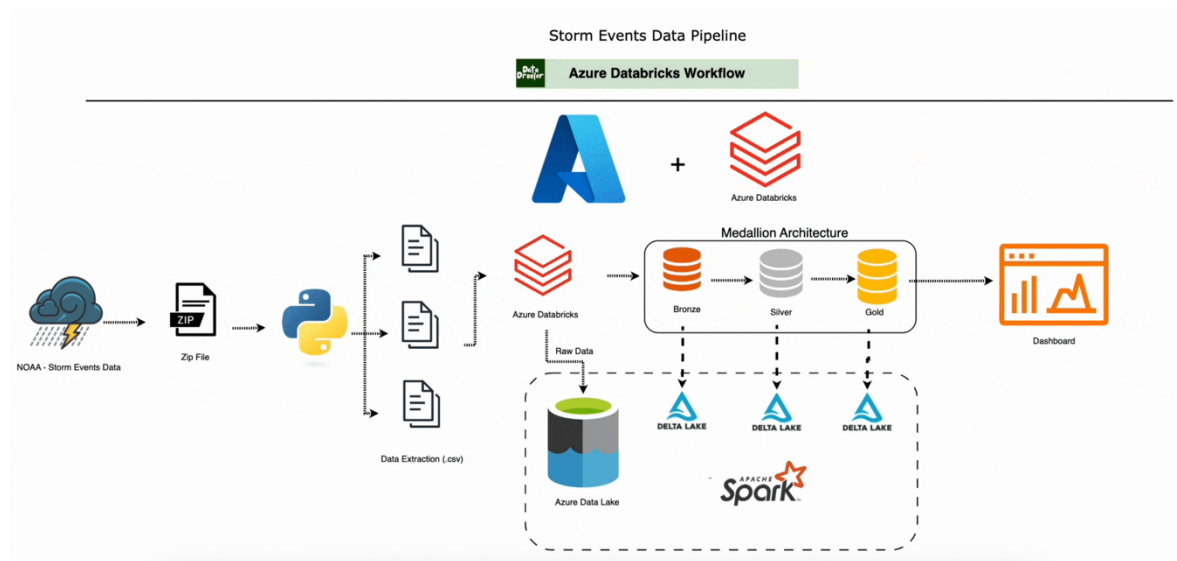 Storm Events Data Pipeline
Data
Droofer
Azure Databricks Workflow
+
Azure Databricks
Medallion Architecture
ZIP
Bronze
Silver
Gold
Azure Databricks
Zip File
Dashboard
NOAA - Storm Events Data
Raw Data
DELTA LAKE
DELTA LAKE
DELTA LAKE
Data Extraction (.csv)
APACHE
Spark
Azure Data Lake